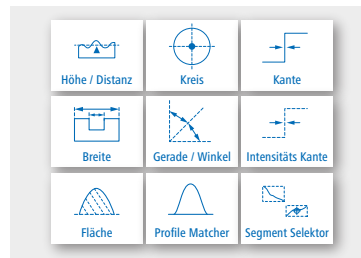 Höhe / Distanz
Kreis
Kante
Breite
Gerade / Winkel
Intensitäts Kante
Fläche
Profile Matcher
Segment Selektor